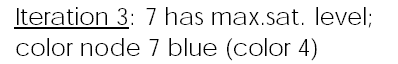 Iteration 3: 7 has max.sat. level;
color node 7 blue (color 4)